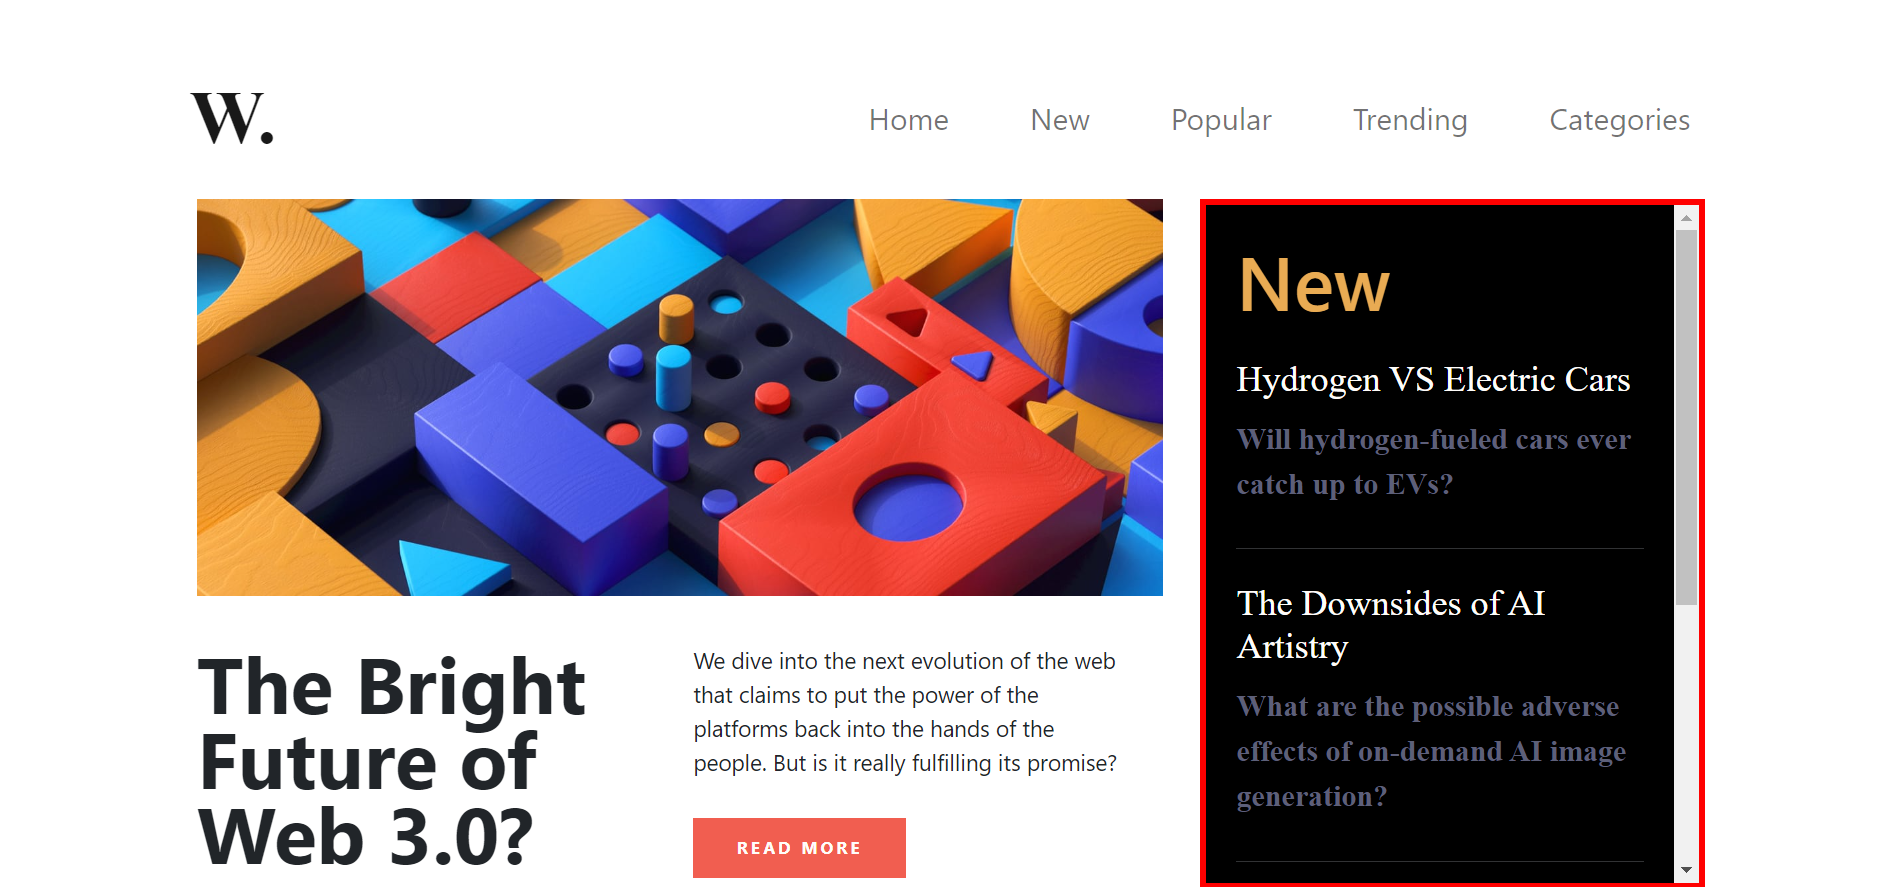 W.
Home New Popular Trending Categories
The Bright
Future of
Web 3.0?
We dive into the next evolution of the web
that claims to put the power of the
platforms back into the hands of the
people. But is it really fulfilling its promise?
READ MORE
New
Hydrogen VS Electric Cars
Will hydrogen-fueled cars ever
catch up to EVs?
The Downsides of AI
Artistry
What are the possible adverse
effects of on-demand AI image
generation?